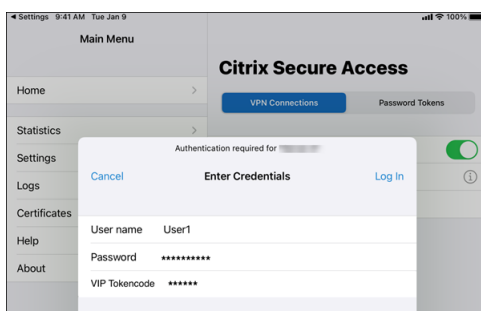 Settings 9:41 AM Tue Jan 9 100%
Main Menu
Citrix Secure Access
Home
VPN Connections Password Tokens
Statistics
Settings
Logs
Certificates
Help
About
Authentication required for
Cancel Enter Credentials Log In
User name User1
Password **********
VIP Tokencode ******